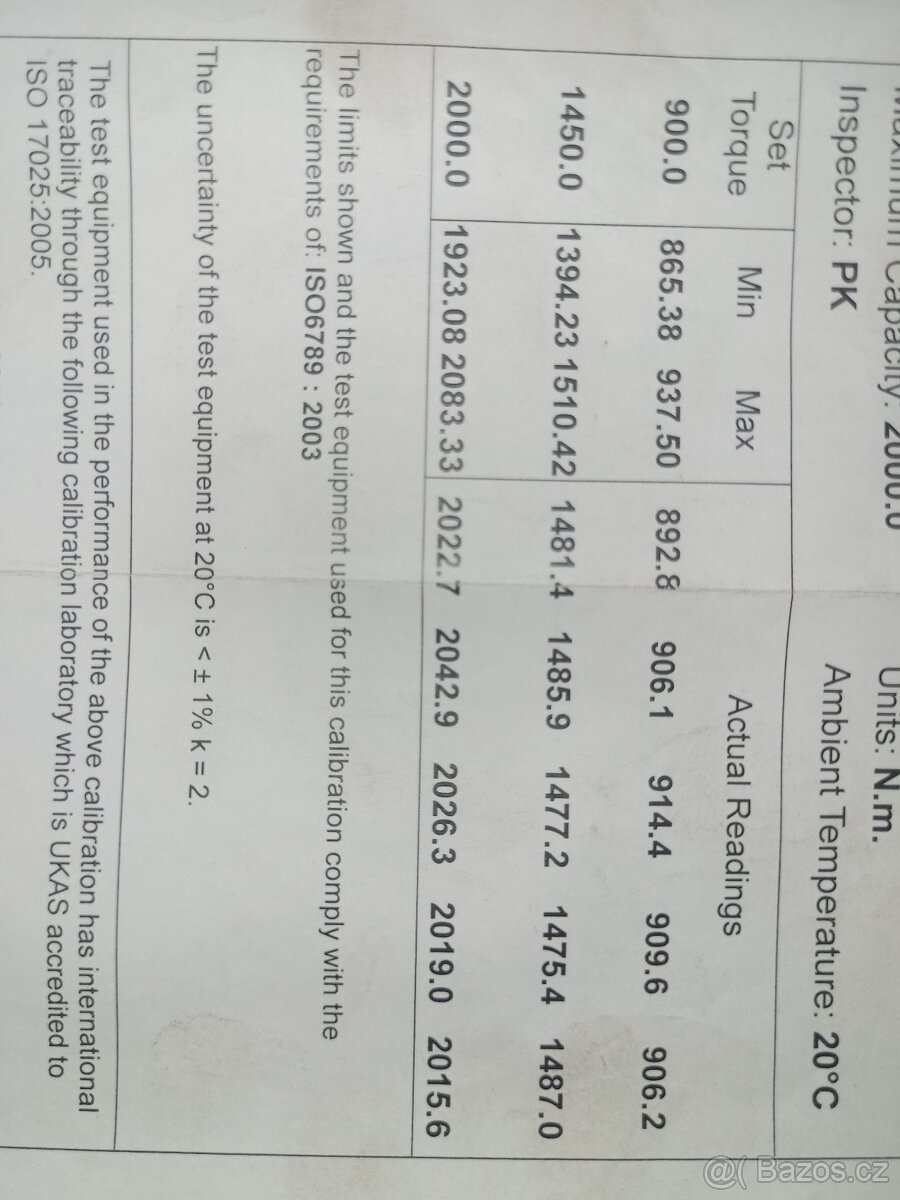 Maximum Capacity: 2000.0 Units: N.m.
Inspector: PK Ambient Temperature: 20°C
Set Torque Min Max Actual Readings
900.0 865.38 937.50 892.8 906.1 914.4 909.6 906.2
1450.0 1394.23 1510.42 1481.4 1485.9 1477.2 1475.4 1487.0
2000.0 1923.08 2083.33 2022.7 2042.9 2026.3 2019.0 2015.6
The limits shown and the test equipment used for this calibration comply with the
requirements of: ISO6789 : 2003
The uncertainty of the test equipment at 20°C is < ± 1% k = 2.
The test equipment used in the performance of the above calibration has international
traceability through the following calibration laboratory which is UKAS accredited to
ISO 17025:2005.
@( Bazos.cz